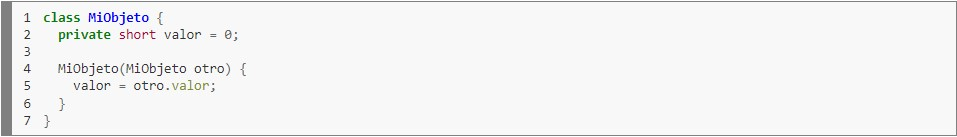 1 class MiObjeto {
2   private short valor = 0;
3
4   MiObjeto(MiObjeto otro) {
5     valor = otro.valor;
6   }
7 }